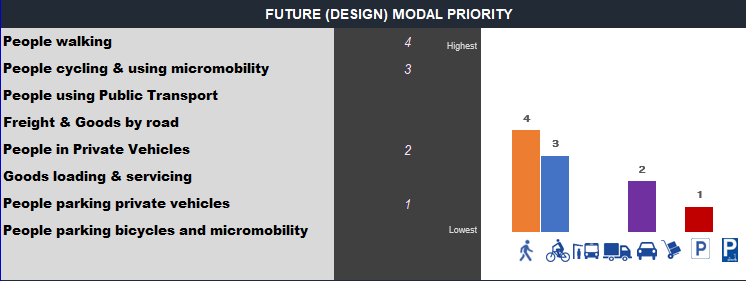 FUTURE (DESIGN) MODAL PRIORITY
People walking 4 Highest
People cycling & using micromobility 3
People using Public Transport
Freight & Goods by road
People in Private Vehicles 2
Goods loading & servicing
People parking private vehicles 1
People parking bicycles and micromobility Lowest
4
3
2
1
P P